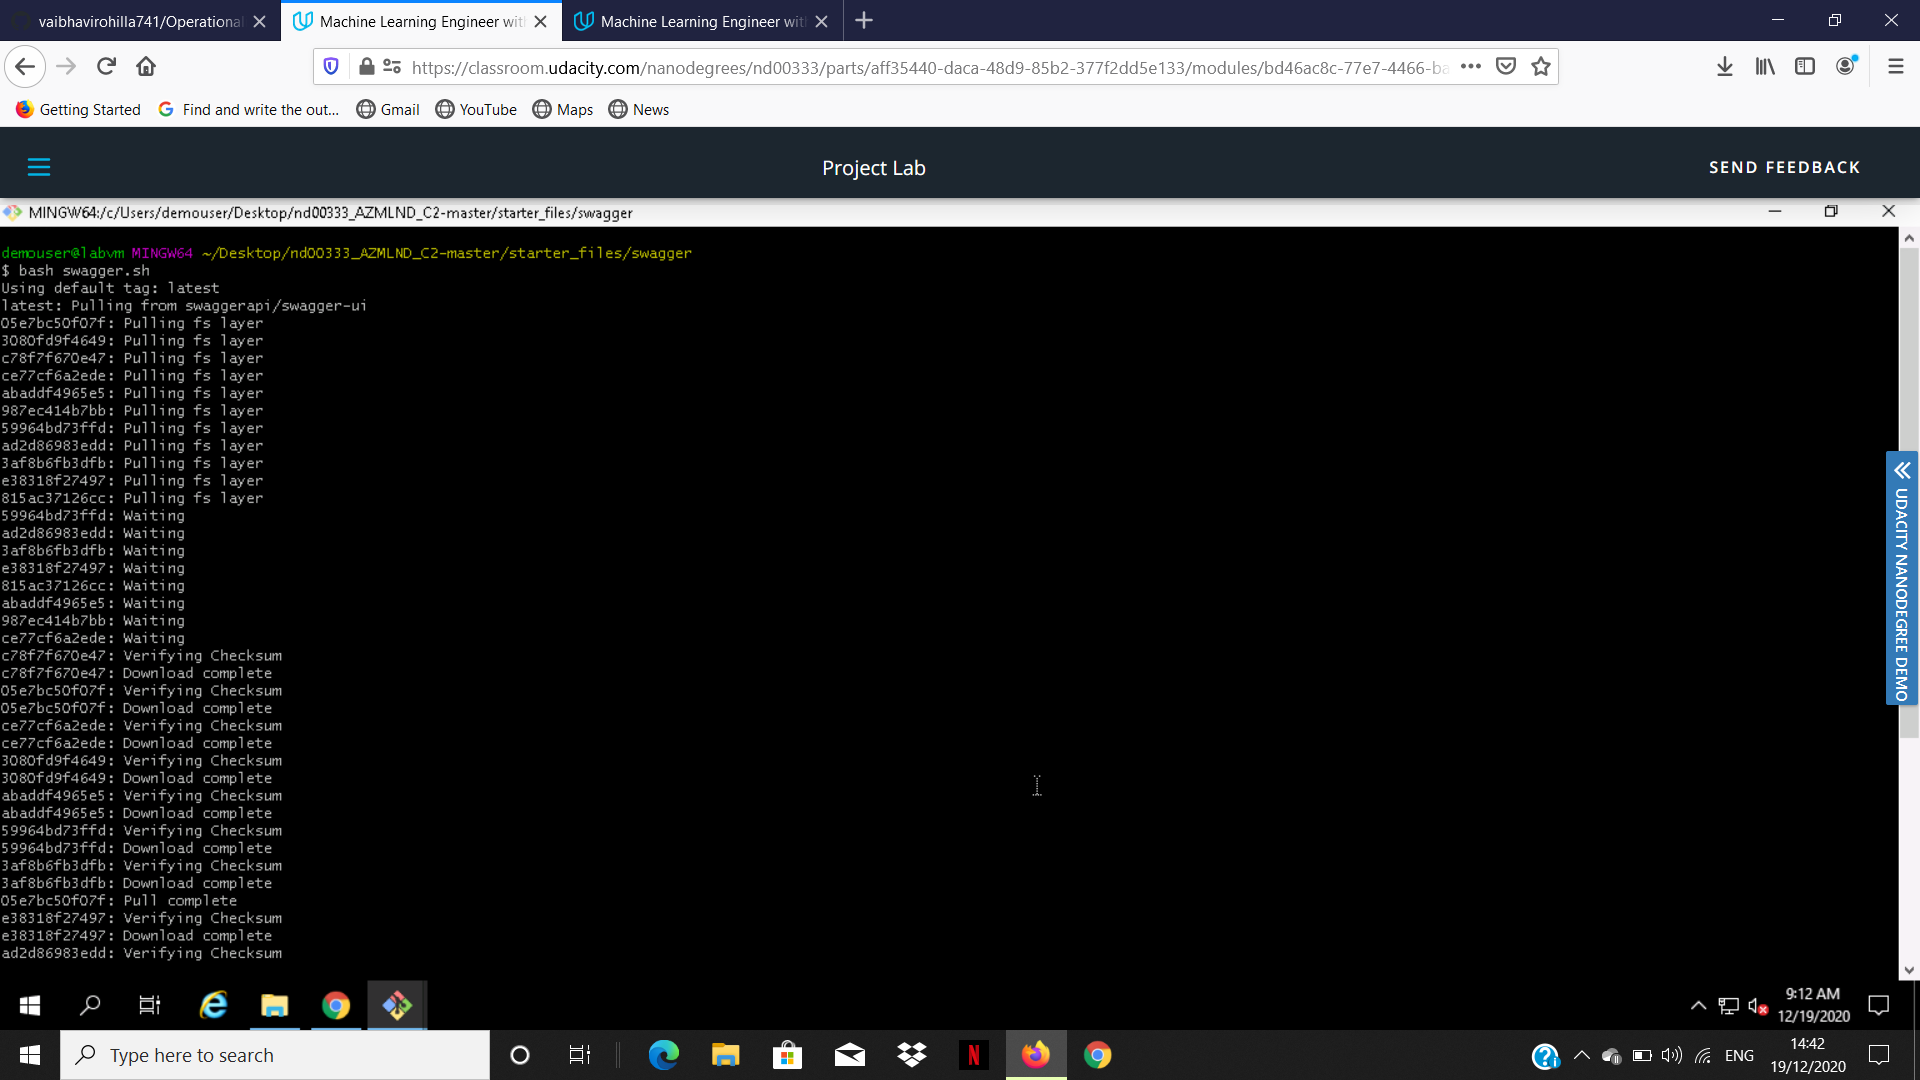 vaibhavirohilla741/Operational
Machine Learning Engineer wit
Machine Learning Engineer wit
https://classroom.udacity.com/nanodegrees/nd00333/parts/aff35440-daca-48d9-85b2-377f2dd5e133/modules/bd46ac8c-77e7-4466-ba
Getting Started
Find and write the out...
Gmail
YouTube
Maps
News
Project Lab
SEND FEEDBACK
MINGW64:/c/Users/demouser/Desktop/nd00333_AZMLND_C2-master/starter_files/swagger
demouser@labvm MINGW64 ~/Desktop/nd00333_AZMLND_C2-master/starter_files/swagger
$ bash swagger.sh
Using default tag: latest
latest: Pulling from swaggerapi/swagger-ui
05e7bc50f07f: Pulling fs layer
3080fd9f4649: Pulling fs layer
c78f7f670e47: Pulling fs layer
ce77cf6a2ede: Pulling fs layer
abaddf4965e5: Pulling fs layer
987ec414b7bb: Pulling fs layer
59964bd73ffd: Pulling fs layer
ad2d86983edd: Pulling fs layer
3af8b6fb3dfb: Pulling fs layer
e38318f27497: Pulling fs layer
815ac37126cc: Pulling fs layer
59964bd73ffd: Waiting
ad2d86983edd: Waiting
3af8b6fb3dfb: Waiting
e38318f27497: Waiting
815ac37126cc: Waiting
abaddf4965e5: Waiting
987ec414b7bb: Waiting
ce77cf6a2ede: Waiting
c78f7f670e47: Verifying Checksum
c78f7f670e47: Download complete
05e7bc50f07f: Verifying Checksum
05e7bc50f07f: Download complete
ce77cf6a2ede: Verifying Checksum
ce77cf6a2ede: Download complete
3080fd9f4649: Verifying Checksum
3080fd9f4649: Download complete
abaddf4965e5: Verifying Checksum
abaddf4965e5: Download complete
59964bd73ffd: Verifying Checksum
59964bd73ffd: Download complete
3af8b6fb3dfb: Verifying Checksum
3af8b6fb3dfb: Download complete
05e7bc50f07f: Pull complete
e38318f27497: Verifying Checksum
e38318f27497: Download complete
ad2d86983edd: Verifying Checksum
UDACITY NANODEGREE DEMO
9:12 AM
12/19/2020
Type here to search
ENG
14:42
19/12/2020